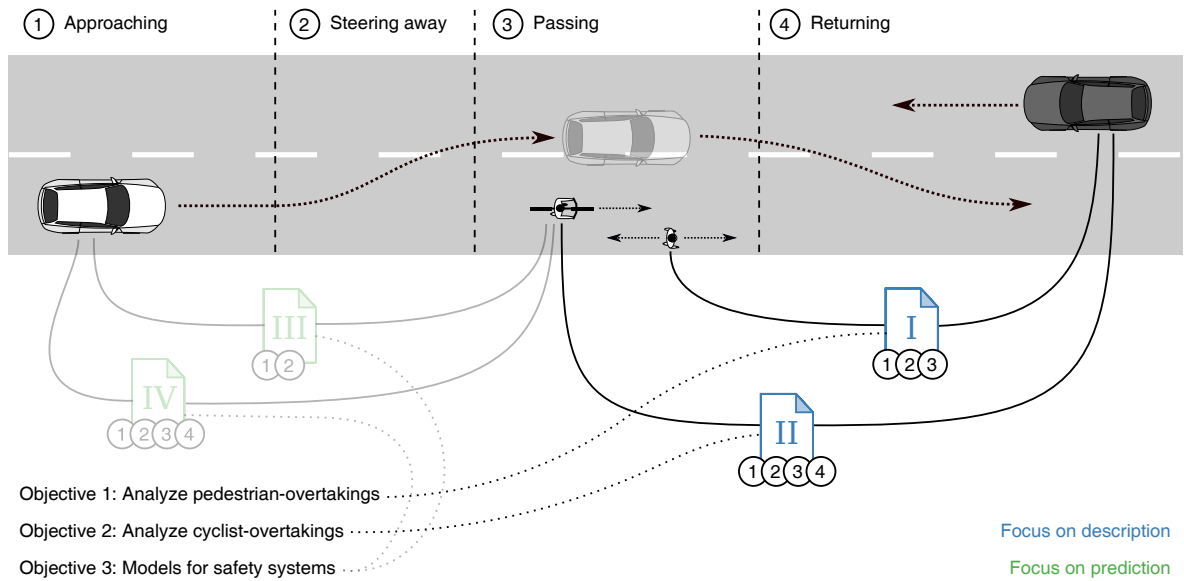 1 Approaching
2 Steering away
3 Passing
4 Returning
III
1 2
I
1 2 3
IV
1 2 3 4
II
1 2 3 4
Objective 1: Analyze pedestrian-overtakings
Objective 2: Analyze cyclist-overtakings
Objective 3: Models for safety systems
Focus on description
Focus on prediction